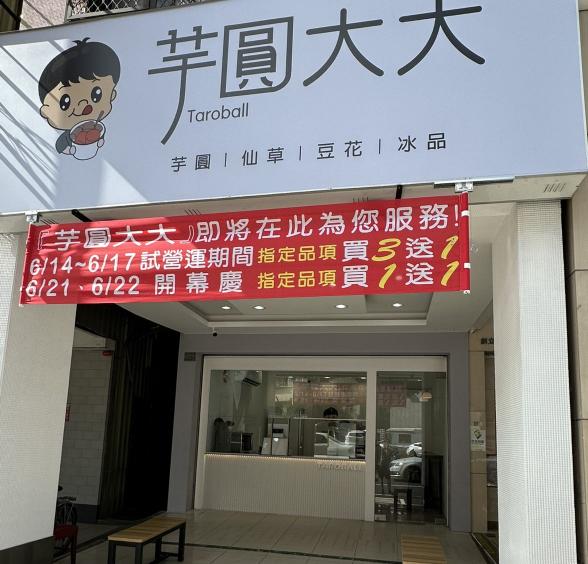 芋圓大大
Taroball
芋圓｜仙草｜豆花｜冰品
『芋圓大大』即將在此為您服務!
6/14~6/17 試營運期間 指定品項 買3送1
6/21、6/22 開幕慶 指定品項 買1送1
TAROBALL